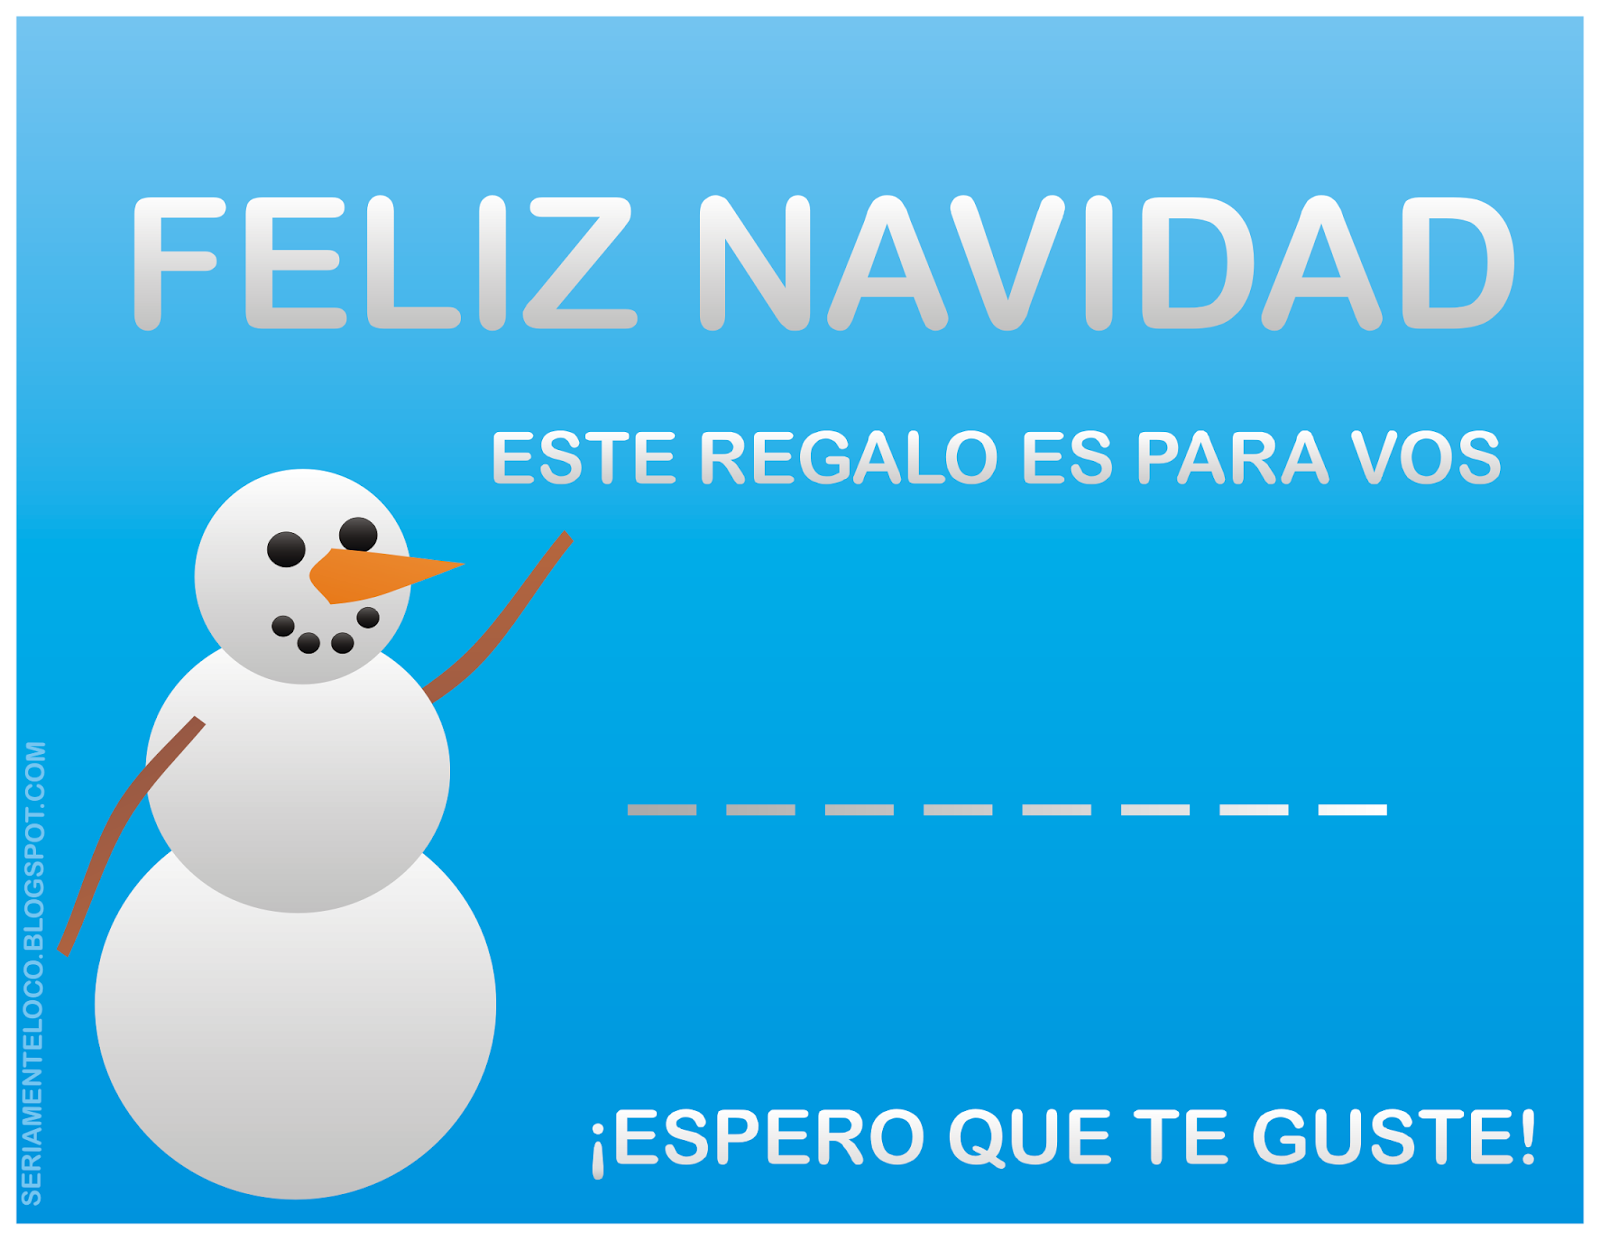 FELIZ NAVIDAD
ESTE REGALO ES PARA VOS
¡ESPERO QUE TE GUSTE!
SERIAMENTELOCO.BLOGSPOT.COM